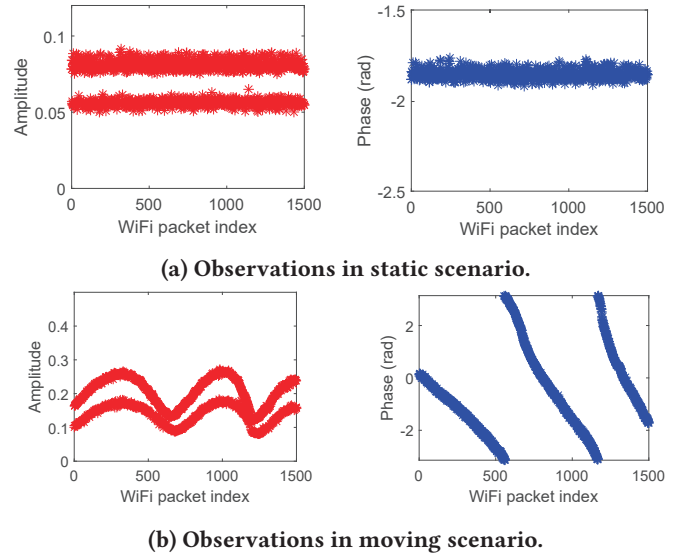 0.1
0.05
0
Amplitude
0 500 1000 1500
WiFi packet index
-1.5
-2
-2.5
Phase (rad)
0 500 1000 1500
WiFi packet index
(a) Observations in static scenario.
0.4
0.3
0.2
0.1
0
Amplitude
0 500 1000 1500
WiFi packet index
2
0
-2
Phase (rad)
0 500 1000 1500
WiFi packet index
(b) Observations in moving scenario.